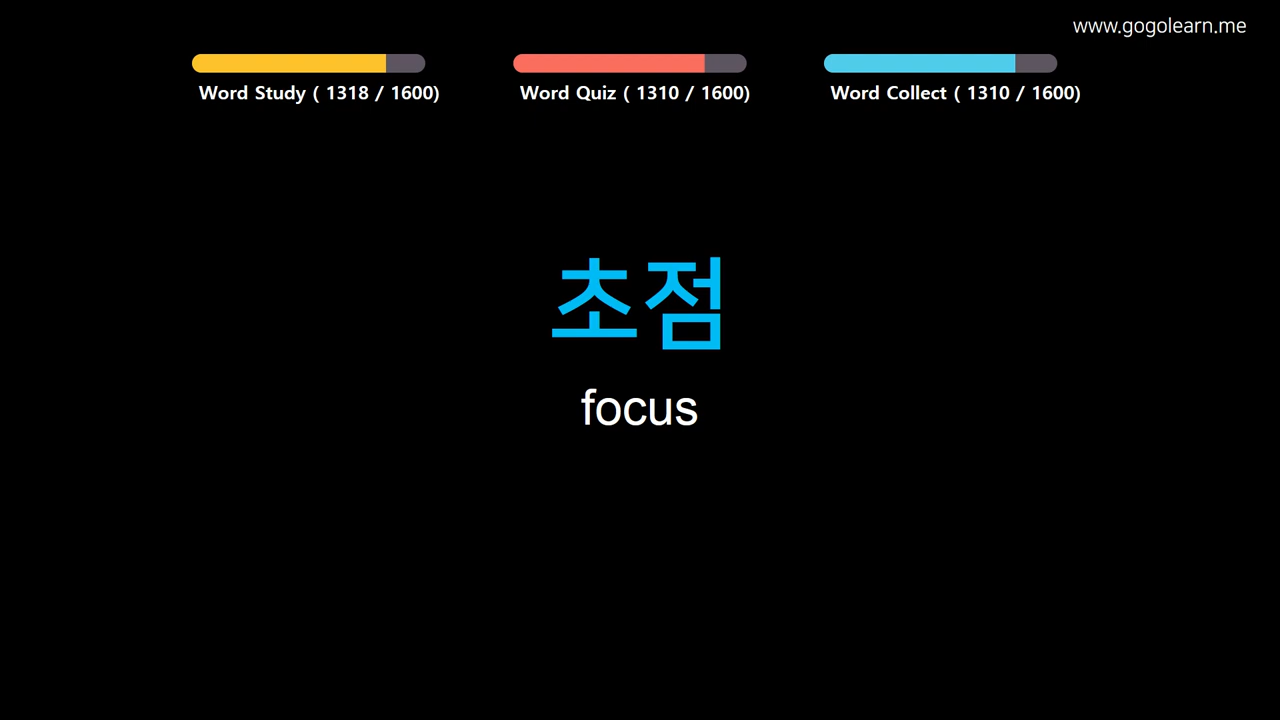 www.gogolearn.me
Word Study ( 1318 / 1600)
Word Quiz ( 1310 / 1600)
Word Collect ( 1310 / 1600)
초점
focus